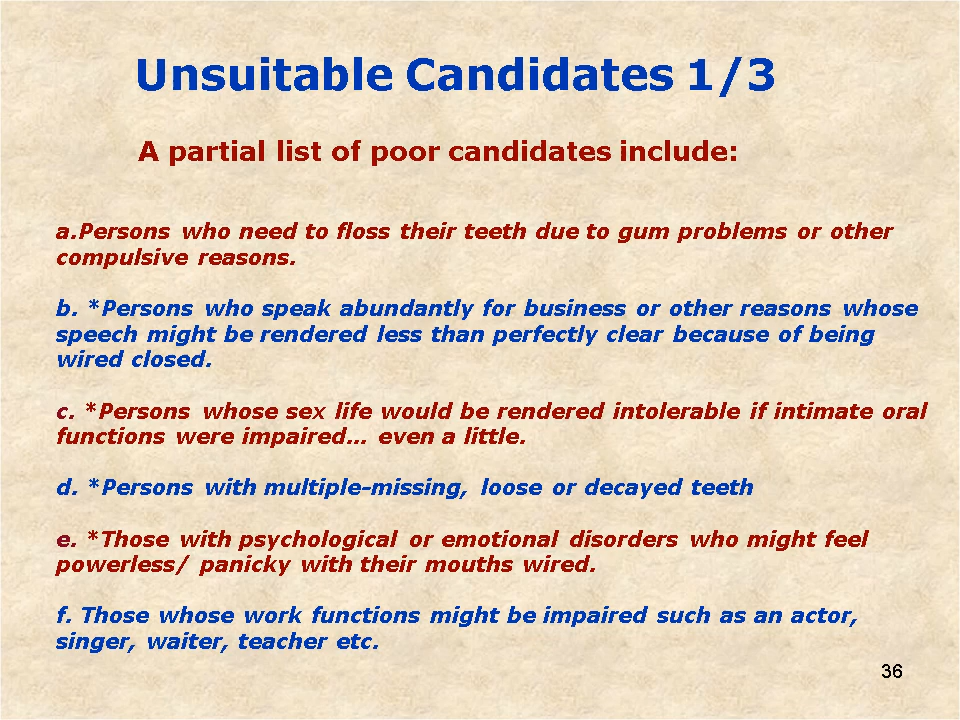 Unsuitable Candidates 1/3
A partial list of poor candidates include:
a.Persons who need to floss their teeth due to gum problems or other
compulsive reasons.
b. *Persons who speak abundantly for business or other reasons whose
speech might be rendered less than perfectly clear because of being
wired closed.
c. *Persons whose sex life would be rendered intolerable if intimate oral
functions were impaired... even a little.
d. *Persons with multiple-missing, loose or decayed teeth
e. *Those with psychological or emotional disorders who might feel
powerless/ panicky with their mouths wired.
f. Those whose work functions might be impaired such as an actor,
singer, waiter, teacher etc.
36